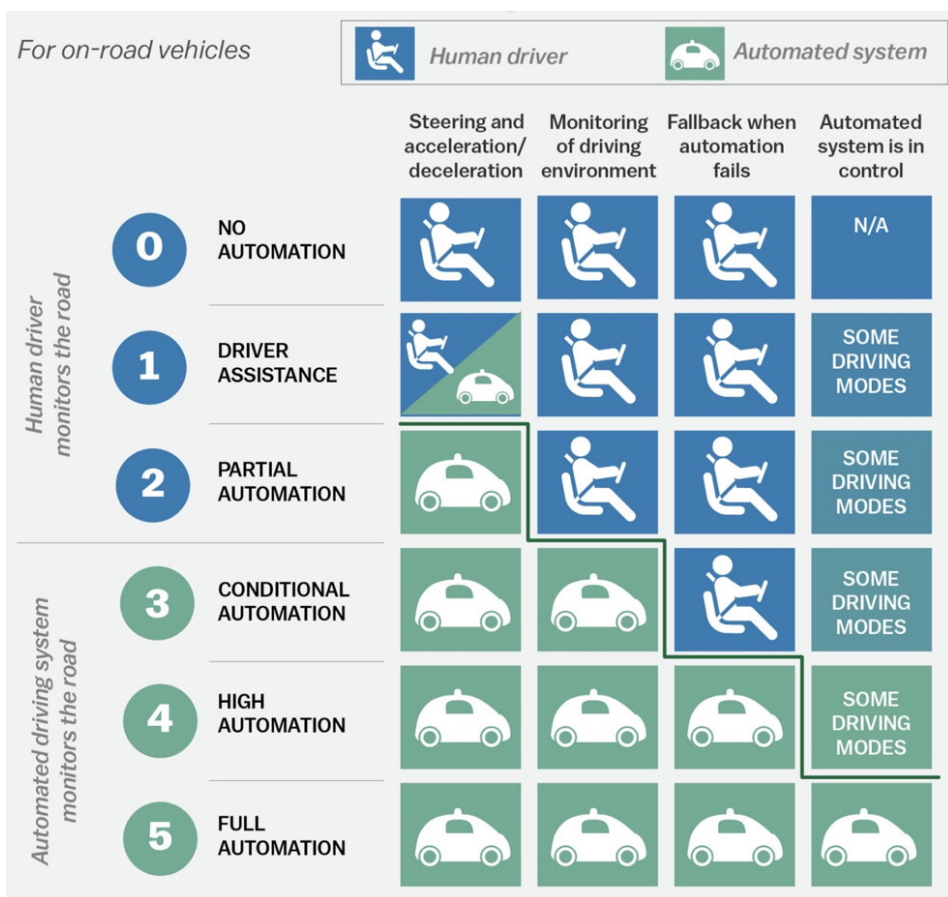 For on-road vehicles
Human driver
Automated system
Steering and
acceleration/
deceleration
Monitoring
of driving
environment
Fallback when
automation
fails
Automated
system is in
control
Human driver
monitors the road
0
NO
AUTOMATION
N/A
1
DRIVER
ASSISTANCE
SOME
DRIVING
MODES
2
PARTIAL
AUTOMATION
SOME
DRIVING
MODES
Automated driving system
monitors the road
3
CONDITIONAL
AUTOMATION
SOME
DRIVING
MODES
4
HIGH
AUTOMATION
SOME
DRIVING
MODES
5
FULL
AUTOMATION